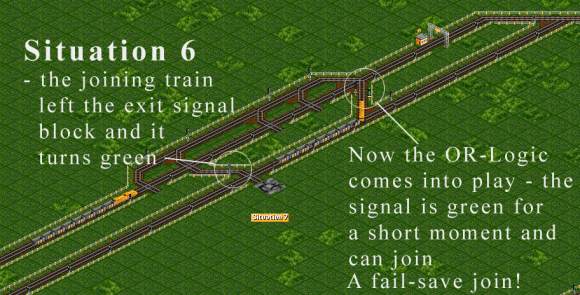 Situation 6
- the joining train
left the exit signal
block and it
turns green
Now the OR-Logic
comes into play - the
signal is green for
a short moment and
can join
A fail-save join!
Situation 7